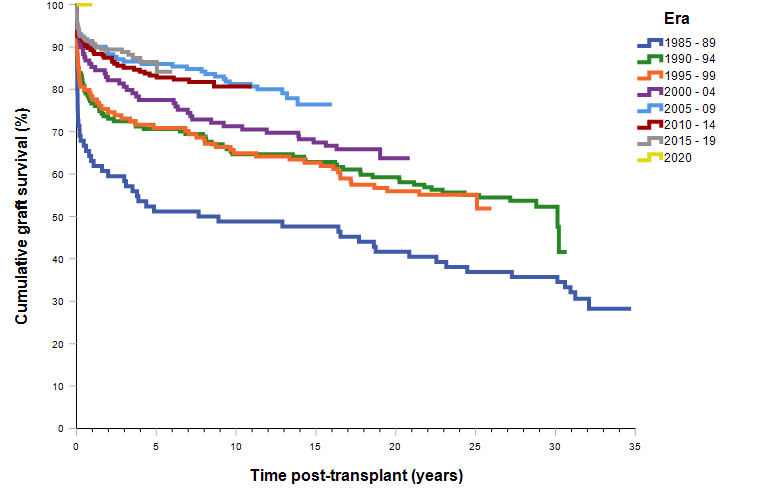 Era
1985 - 89
1990 - 94
1995 - 99
2000 - 04
2005 - 09
2010 - 14
2015 - 19
2020
Cumulative graft survival (%)
100
90
80
70
60
50
40
30
20
10
0
0 5 10 15 20 25 30 35
Time post-transplant (years)